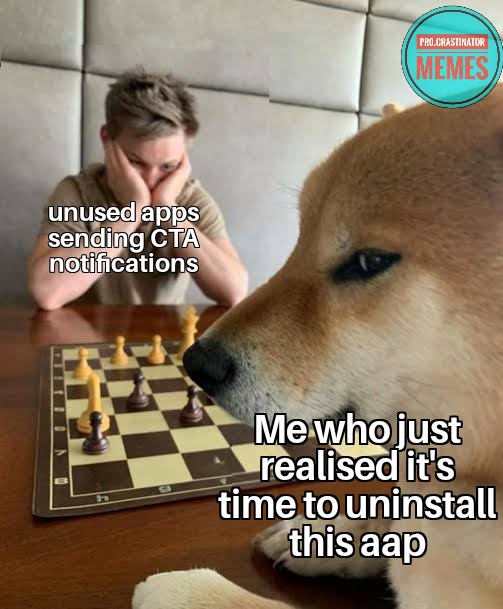 PRO.CRASTINATOR
MEMES
unused apps
sending CTA
notifications
Me who just
realised it's
time to uninstall
this aap